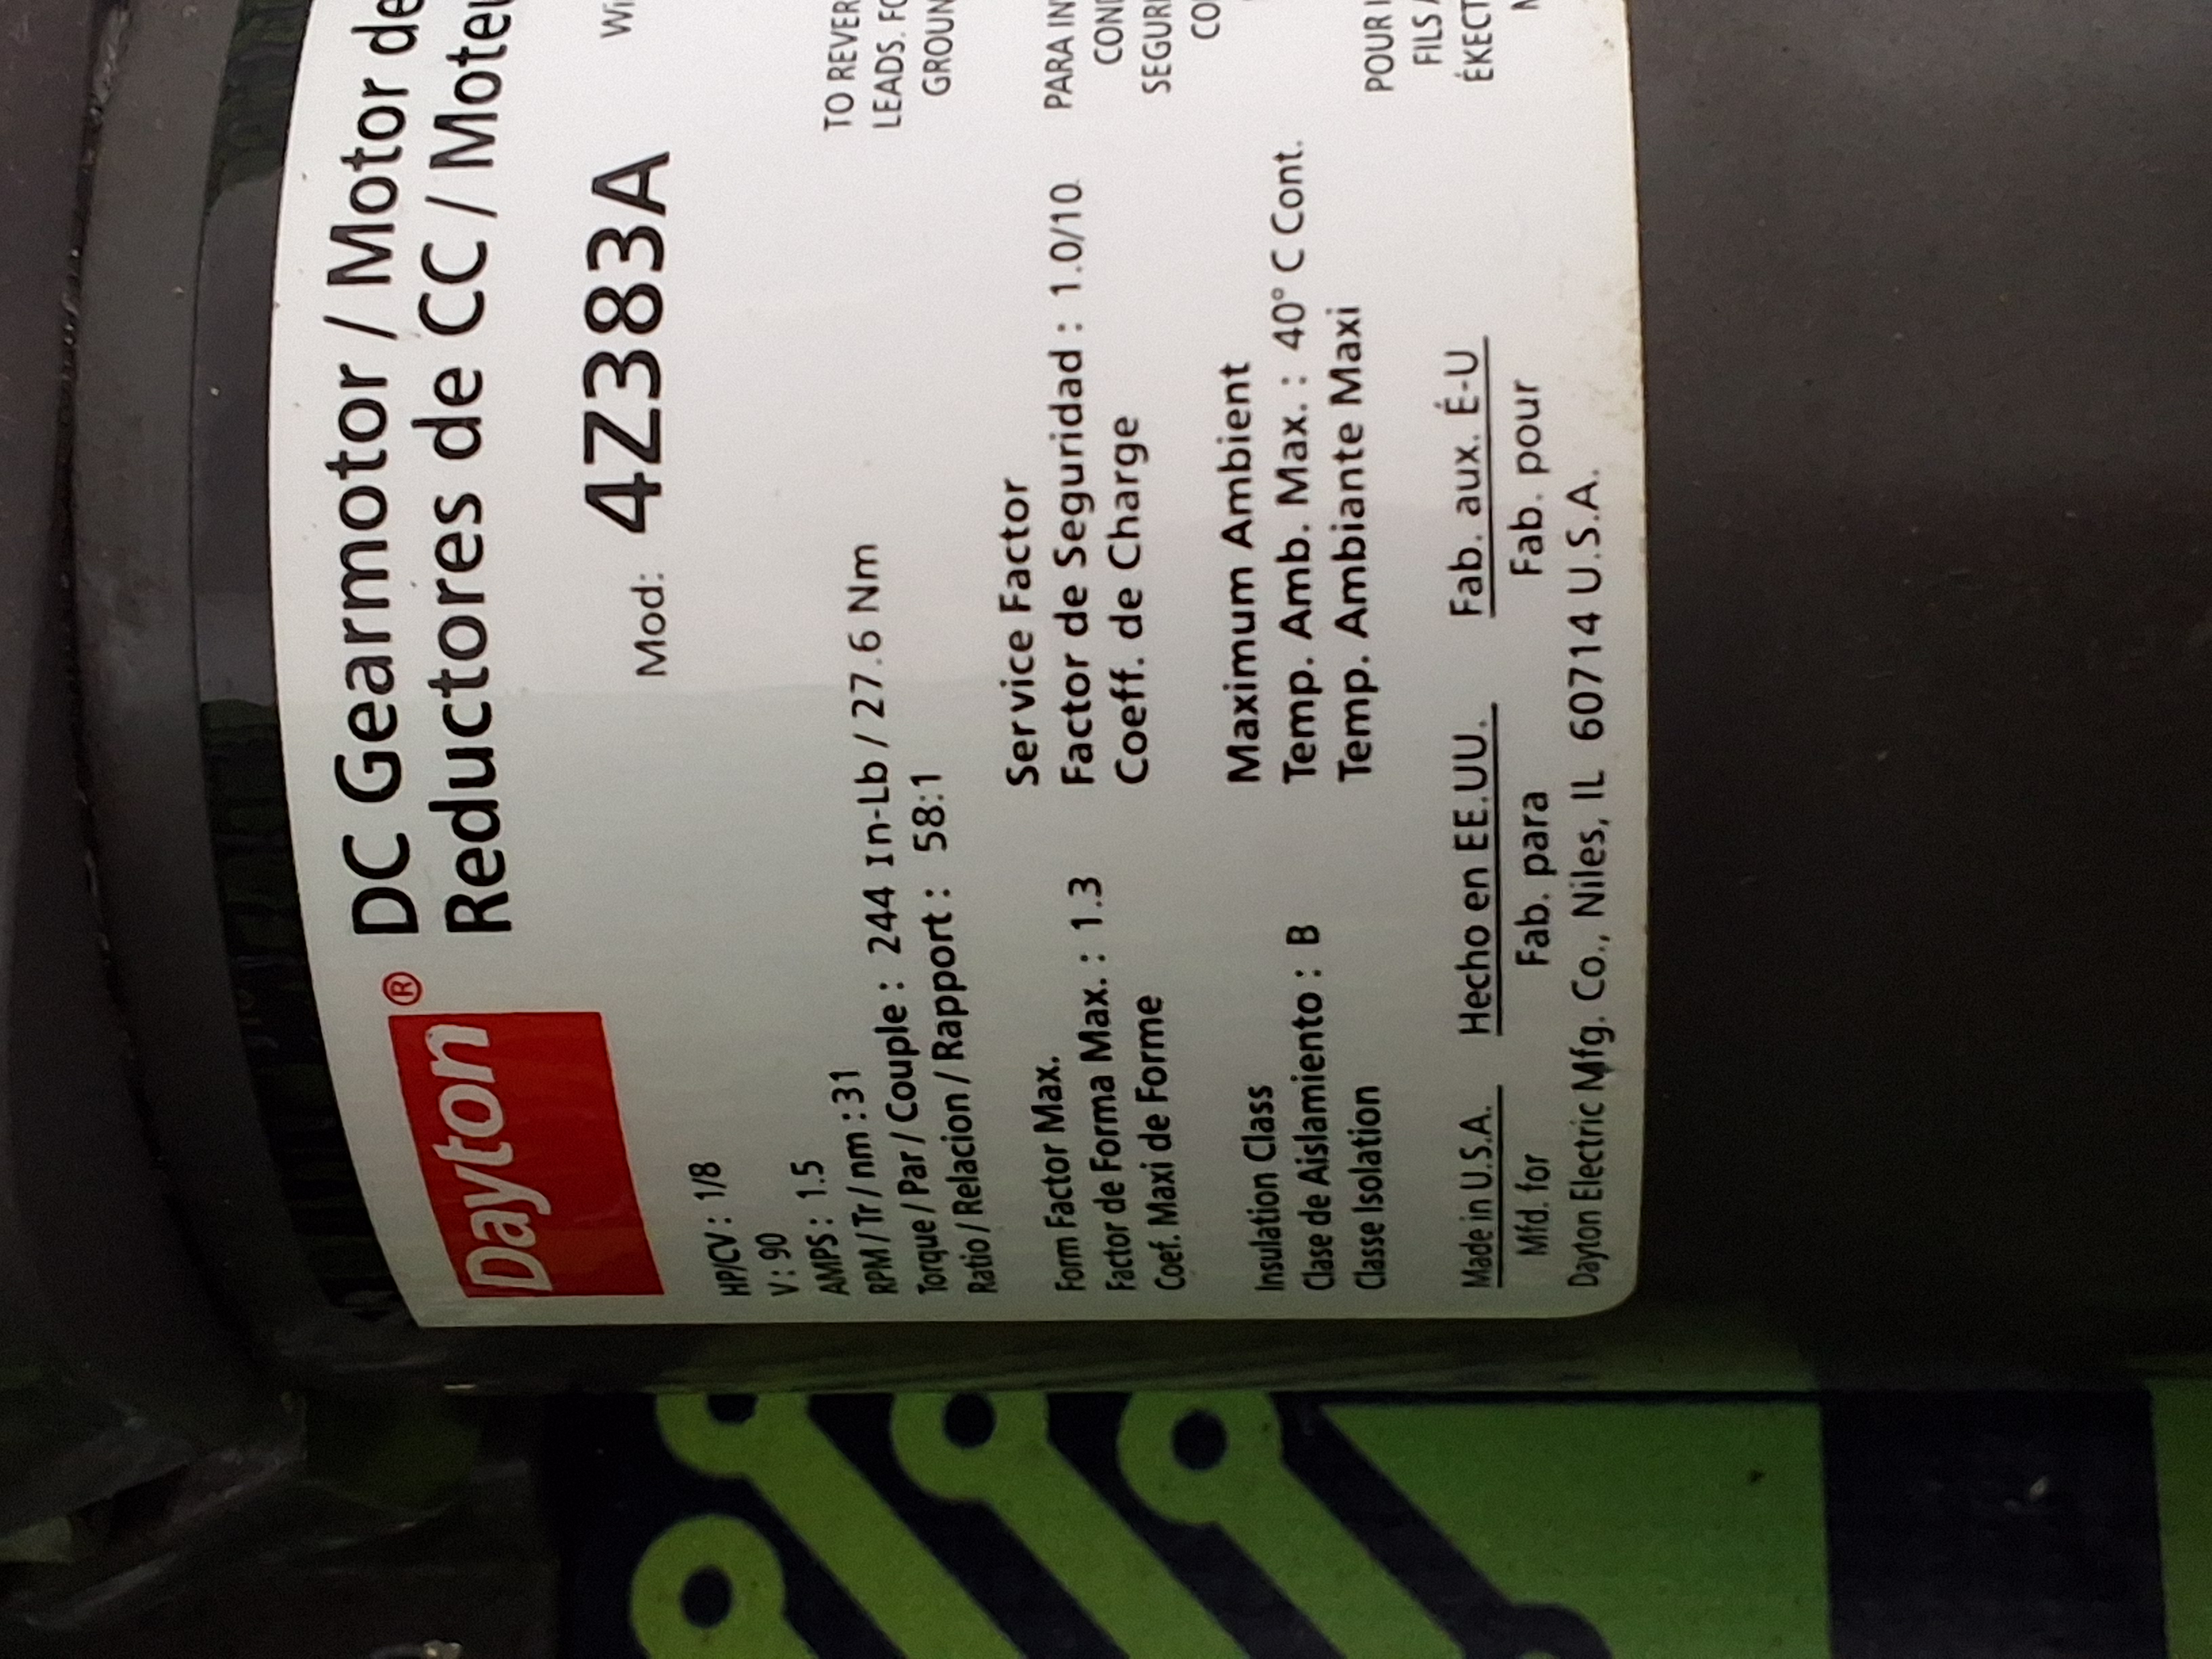 Dayton®
DC Gearmotor / Motor de
Reductores de CC / Moteu
Mod: 4Z383A
Wi
HP/CV : 1/8
V : 90
AMPS : 1.5
RPM / Tr / nm : 31
Torque / Par / Couple : 244 In-Lb / 27.6 Nm
Ratio / Relacion / Rapport : 58:1
Form Factor Max.
Factor de Forma Max. : 1.3
Coef. Maxi de Forme
Service Factor
Factor de Seguridad : 1.0/10
Coeff. de Charge
Insulation Class
Clase de Aislamiento : B
Classe Isolation
Maximum Ambient
Temp. Amb. Max. : 40° C Cont.
Temp. Ambiante Maxi
TO REVER
LEADS. FO
GROUN
PARA IN
CON
SEGURI
CO
POUR I
FILS
ÉKECT
Made in U.S.A. Hecho en EE.UU. Fab. aux. É-U
Mfd. for Fab. para Fab. pour
Dayton Electric Mfg. Co., Niles, IL 60714 U.S.A.